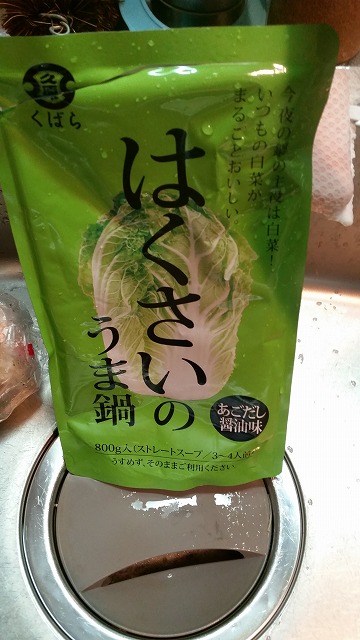 久原
くばら
今夜の鍋の主役は白菜!
いつもの白菜が、
まるごとおいしい。
はくさいの
うま鍋
あごだし
醤油味
800g入(ストレートスープ/3~4人前)
うすめず、そのままご利用ください。